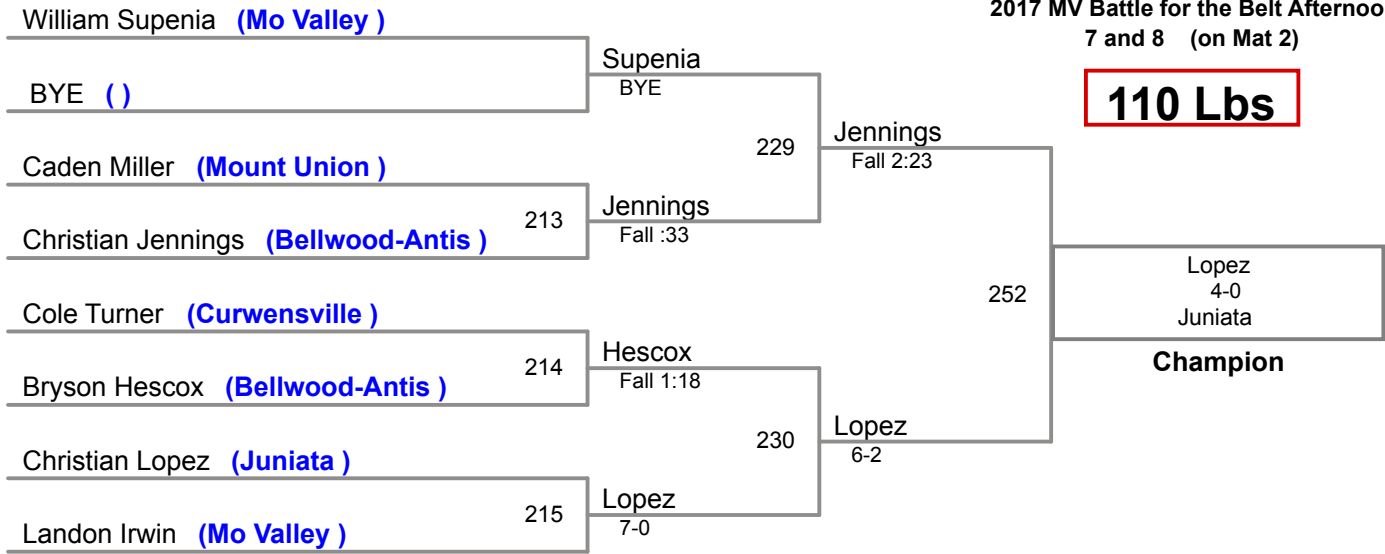 2017 MV Battle for the Belt Afternoo
7 and 8 (on Mat 2)
110 Lbs
William Supenia (Mo Valley )
BYE ( )
Caden Miller (Mount Union )
Christian Jennings (Bellwood-Antis )
Cole Turner (Curwensville )
Bryson Hescox (Bellwood-Antis )
Christian Lopez (Juniata )
Landon Irwin (Mo Valley )
213
214
215
Supenia
BYE
Jennings
Fall :33
Hescox
Fall 1:18
Lopez
7-0
229
230
Jennings
Fall 2:23
Lopez
6-2
252
Lopez
4-0
Juniata
Champion